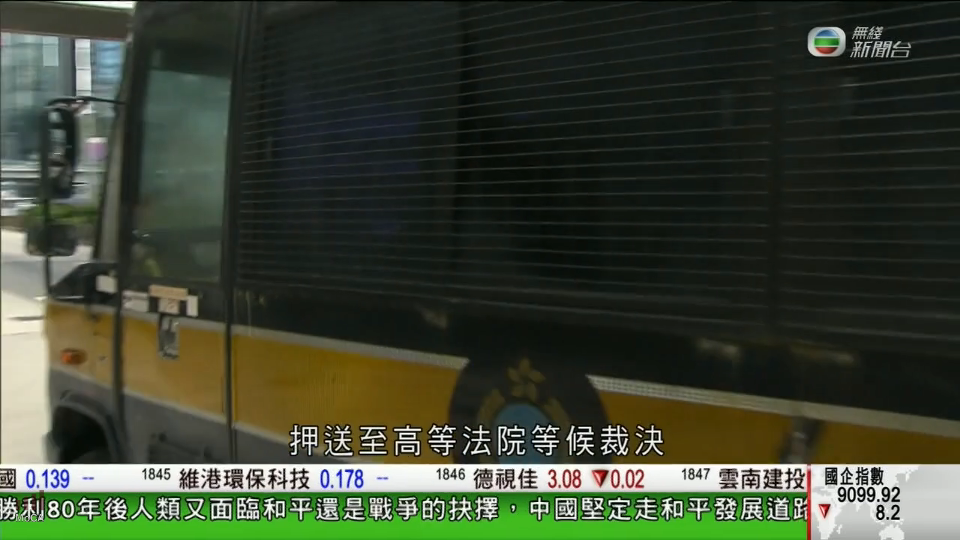 無綫
新聞台
押送至高等法院等候裁決
國 0.139 -- 1845 維港環保科技 0.178 -- 1846 德視佳 3.08 ▼0.02 1847 雲南建投
國企指數
9099.92
▼ 8.2
勝利80年後人類又面臨和平還是戰爭的抉擇，中國堅定走和平發展道路